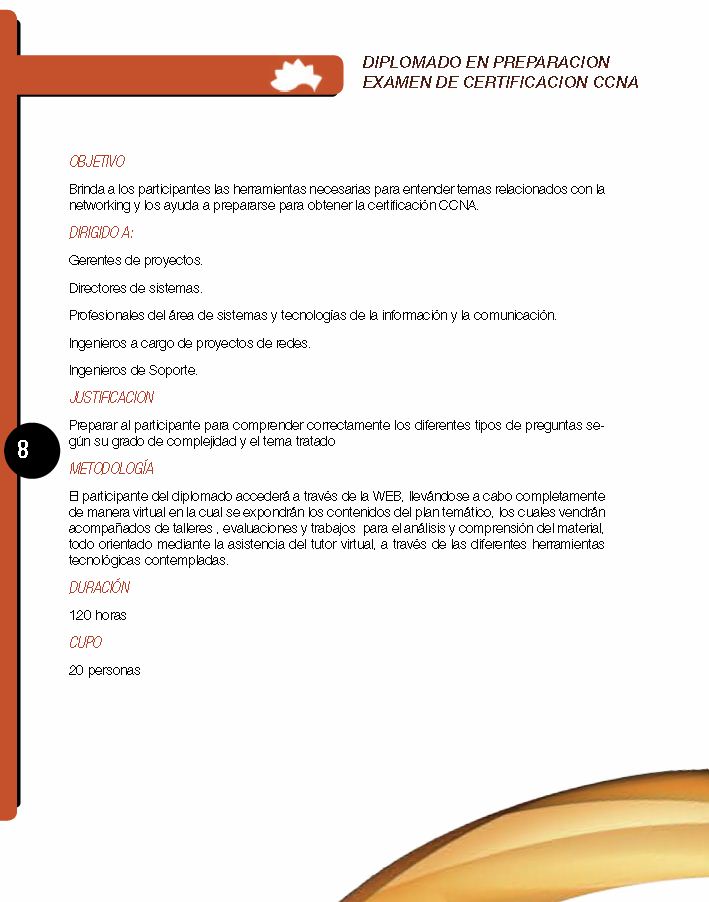 DIPLOMADO EN PREPARACION
EXAMEN DE CERTIFICACION CCNA
OBJETIVO
Brinda a los participantes las herramientas necesarias para entender temas relacionados con la
networking y los ayuda a prepararse para obtener la certificación CCNA.
DIRIGIDO A:
Gerentes de proyectos.
Directores de sistemas.
Profesionales del área de sistemas y tecnologías de la información y la comunicación.
Ingenieros a cargo de proyectos de redes.
Ingenieros de Soporte.
JUSTIFICACION
Preparar al participante para comprender correctamente los diferentes tipos de preguntas se-
gún su grado de complejidad y el tema tratado
8
METODOLOGÍA
El participante del diplomado accederá a través de la WEB, llevándose a cabo completamente
de manera virtual en la cual se expondrán los contenidos del plan temático, los cuales vendrán
acompañados de talleres , evaluaciones y trabajos  para el análisis y comprensión del material,
todo orientado mediante la asistencia del tutor virtual, a través de las diferentes herramientas
tecnológicas contempladas.
DURACIÓN
120 horas
CUPO
20 personas